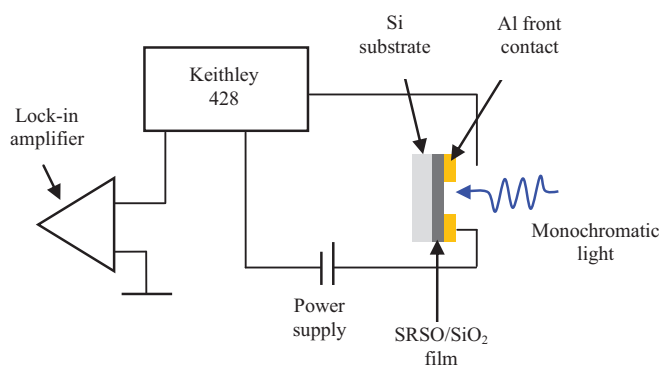 Si
substrate
Al front
contact
Keithley
428
Lock-in
amplifier
Monochromatic
light
Power
supply
SRSO/SiO₂
film